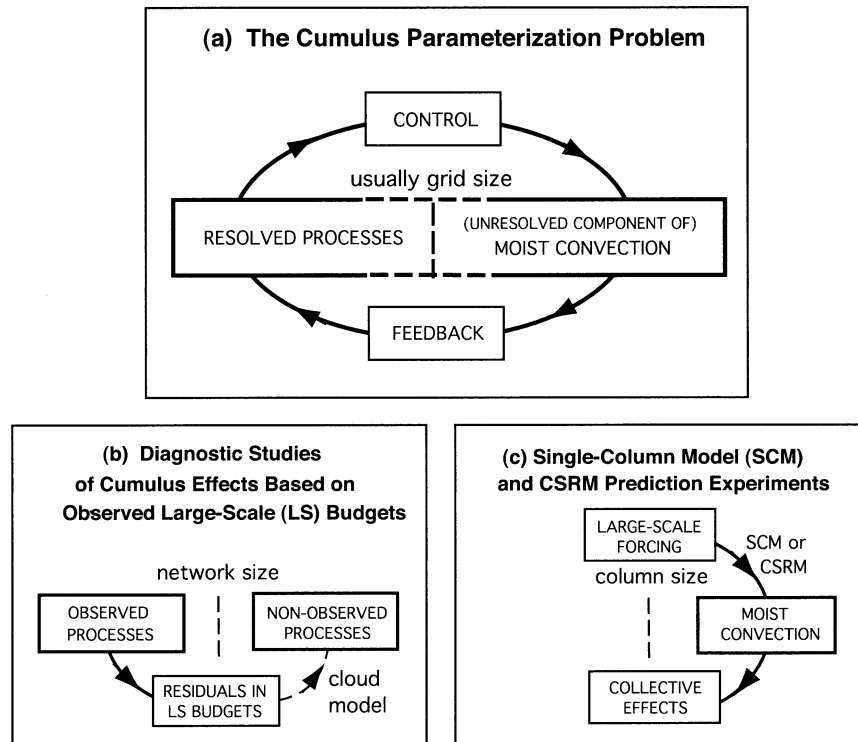 (a) The Cumulus Parameterization Problem
CONTROL
usually grid size
RESOLVED PROCESSES
(UNRESOLVED COMPONENT OF)
MOIST CONVECTION
FEEDBACK
(b) Diagnostic Studies
of Cumulus Effects Based on
Observed Large-Scale (LS) Budgets
network size
OBSERVED
PROCESSES
NON-OBSERVED
PROCESSES
RESIDUALS IN
LS BUDGETS
cloud
model
(c) Single-Column Model (SCM)
and CSRM Prediction Experiments
LARGE-SCALE
FORCING
SCM or
CSRM
column size
MOIST
CONVECTION
COLLECTIVE
EFFECTS